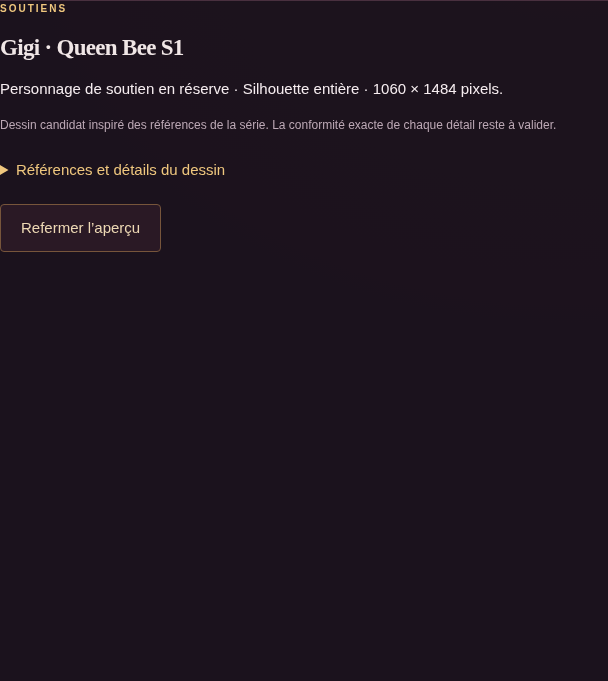 SOUTIENS
Gigi · Queen Bee S1
Personnage de soutien en réserve · Silhouette entière · 1060 × 1484 pixels.
Dessin candidat inspiré des références de la série. La conformité exacte de chaque détail reste à valider.
Références et détails du dessin
Refermer l’aperçu